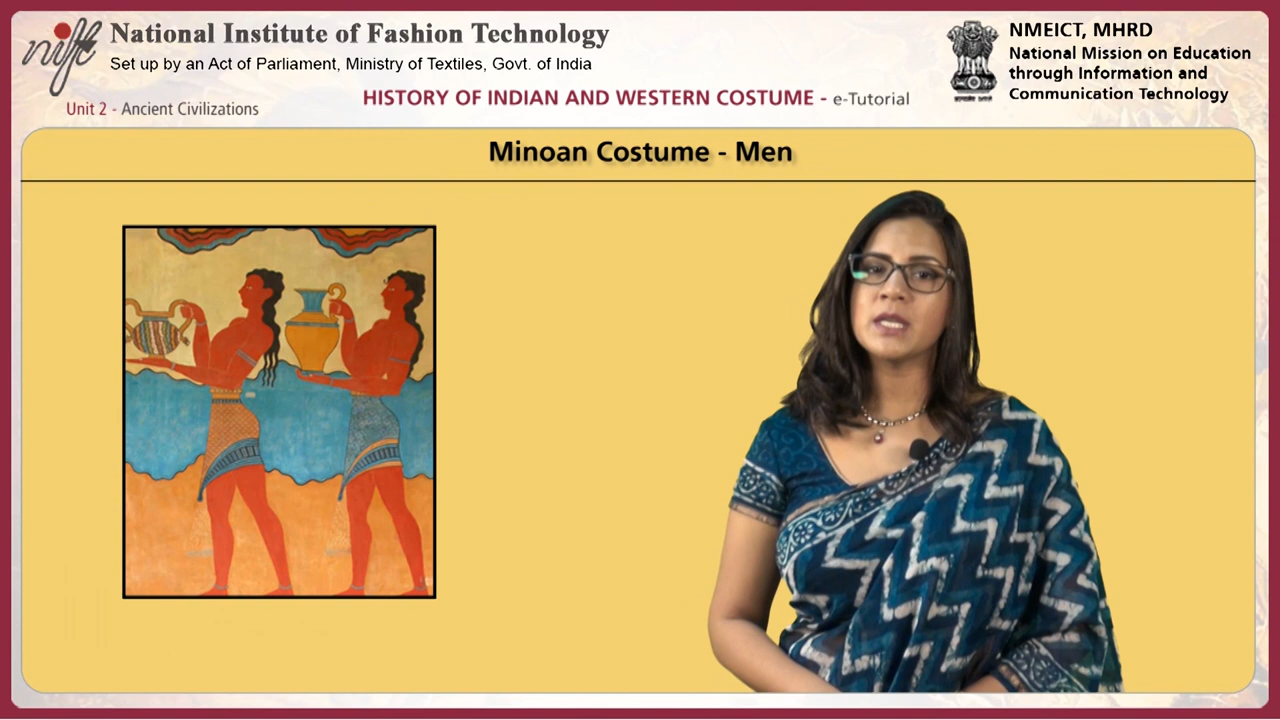 nift
National Institute of Fashion Technology
Set up by an Act of Parliament, Ministry of Textiles, Govt. of India
Unit 2 - Ancient Civilizations
HISTORY OF INDIAN AND WESTERN COSTUME - e-Tutorial
NMEICT, MHRD
National Mission on Education
through Information and
Communication Technology
Minoan Costume - Men